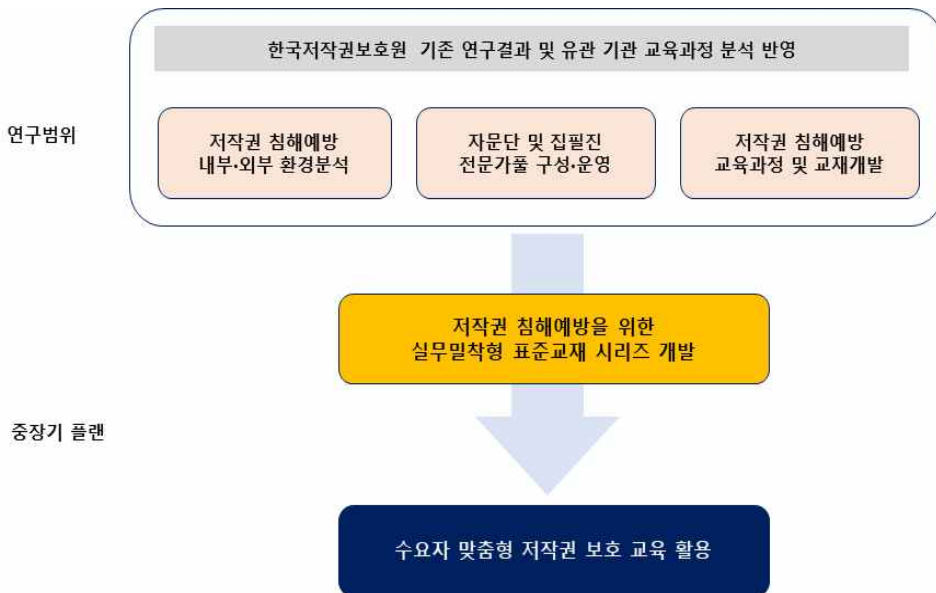 한국저작권보호원 기존 연구결과 및 유관 기관 교육과정 분석 반영
연구범위
저작권 침해예방
내부·외부 환경분석
자문단 및 집필진
전문가풀 구성·운영
저작권 침해예방
교육과정 및 교재개발
저작권 침해예방을 위한
실무밀착형 표준교재 시리즈 개발
중장기 플랜
수요자 맞춤형 저작권 보호 교육 활용